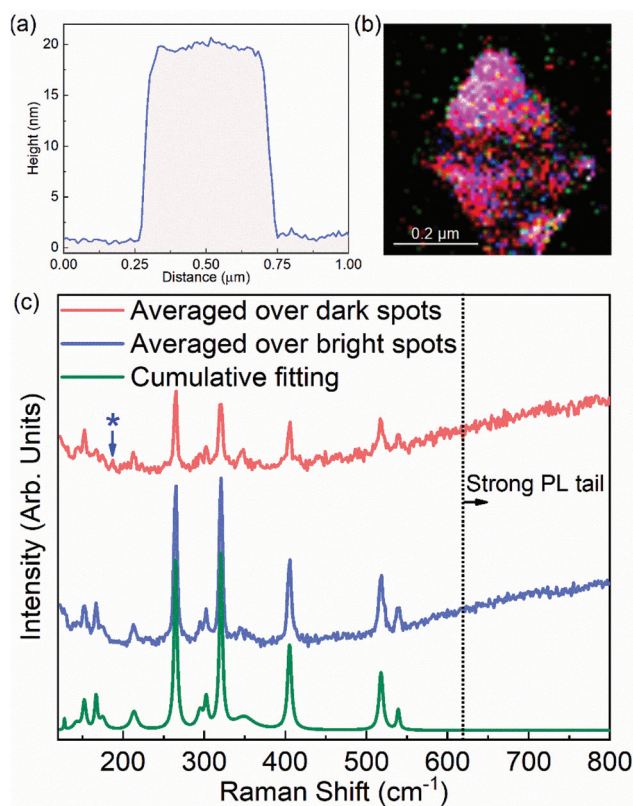 (a)
20
15
10
5
0
Height (nm)
0.00 0.25 0.50 0.75 1.00
Distance (μm)
(b)
0.2 μm
(c)
Averaged over dark spots
Averaged over bright spots
Cumulative fitting
*
Strong PL tail
Intensity (Arb. Units)
200 300 400 500 600 700 800
Raman Shift (cm⁻¹)